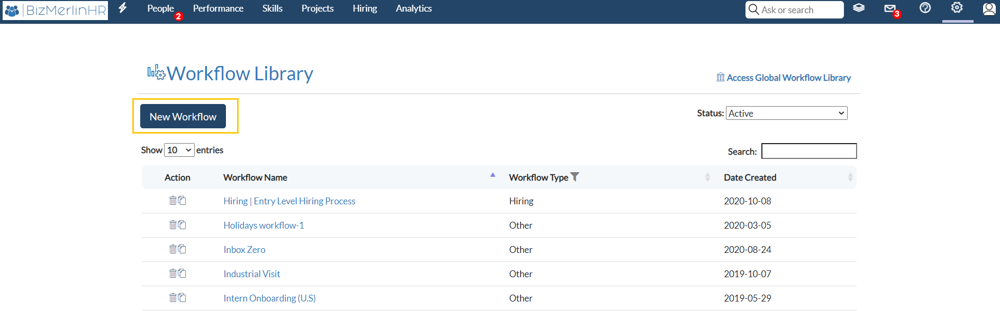 BizMerlinHR People 2 Performance Skills Projects Hiring Analytics Ask or search 3
Workflow Library
Access Global Workflow Library
New Workflow
Status: Active
Show 10 entries
Search:
Action Workflow Name Workflow Type Date Created
Hiring | Entry Level Hiring Process Hiring 2020-10-08
Holidays workflow-1 Other 2020-03-05
Inbox Zero Other 2020-08-24
Industrial Visit Other 2019-10-07
Intern Onboarding (U.S) Other 2019-05-29